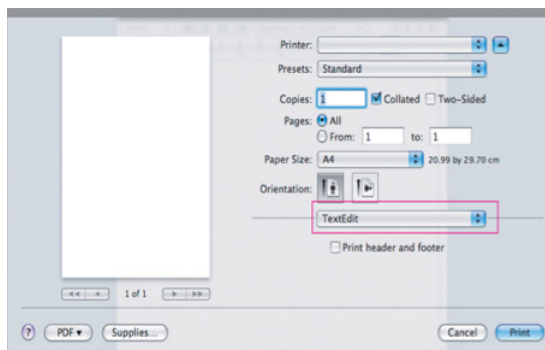 Printer:
Presets: Standard
Copies: 1 Collated Two-Sided
Pages: All
From: 1 to: 1
Paper Size: A4 20.99 by 29.70 cm
Orientation:
TextEdit
Print header and footer
1 of 1
? PDF Supplies... Cancel Print